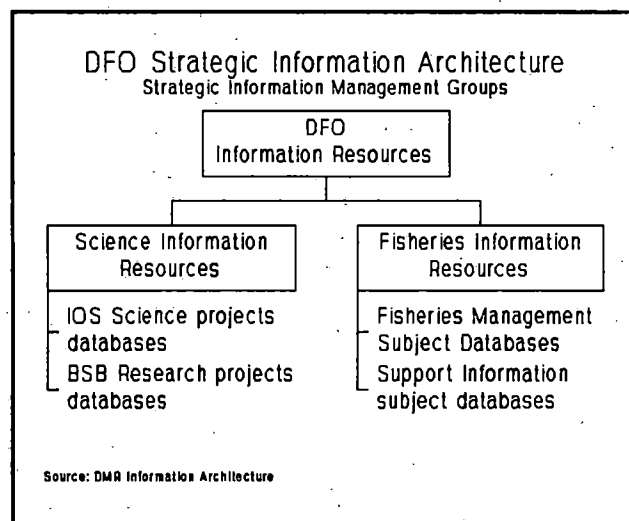 DFO Strategic Information Architecture
Strategic Information Management Groups
DFO
Information Resources
Science Information
Resources
IOS Science projects
databases
BSB Research projects
databases
Fisheries Information
Resources
Fisheries Management
Subject Databases
Support Information
subject databases
Source: DMR Information Architecture